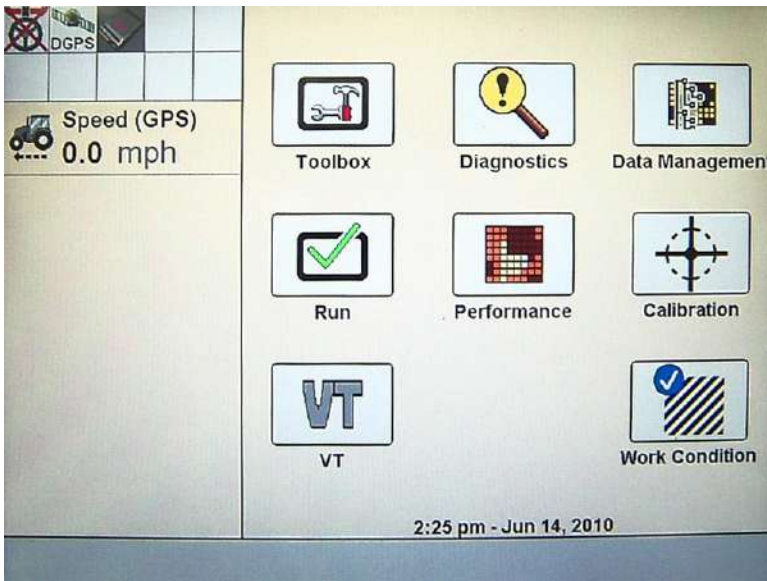 DGPS
Speed (GPS)
0.0 mph
Toolbox
Diagnostics
Data Managemen
Run
Performance
Calibration
VT
VT
Work Condition
2:25 pm - Jun 14, 2010